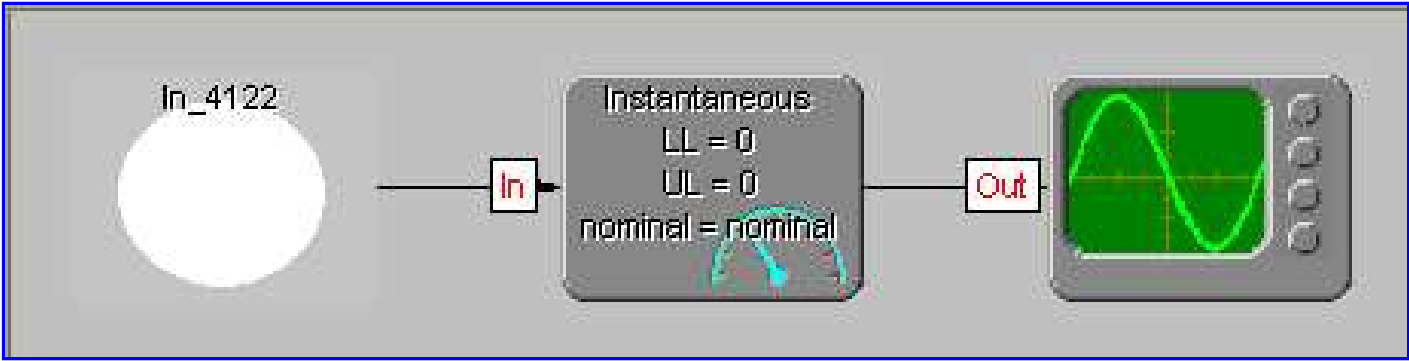 In_4122
In
Instantaneous
LL = 0
UL = 0
nominal = nominal
Out